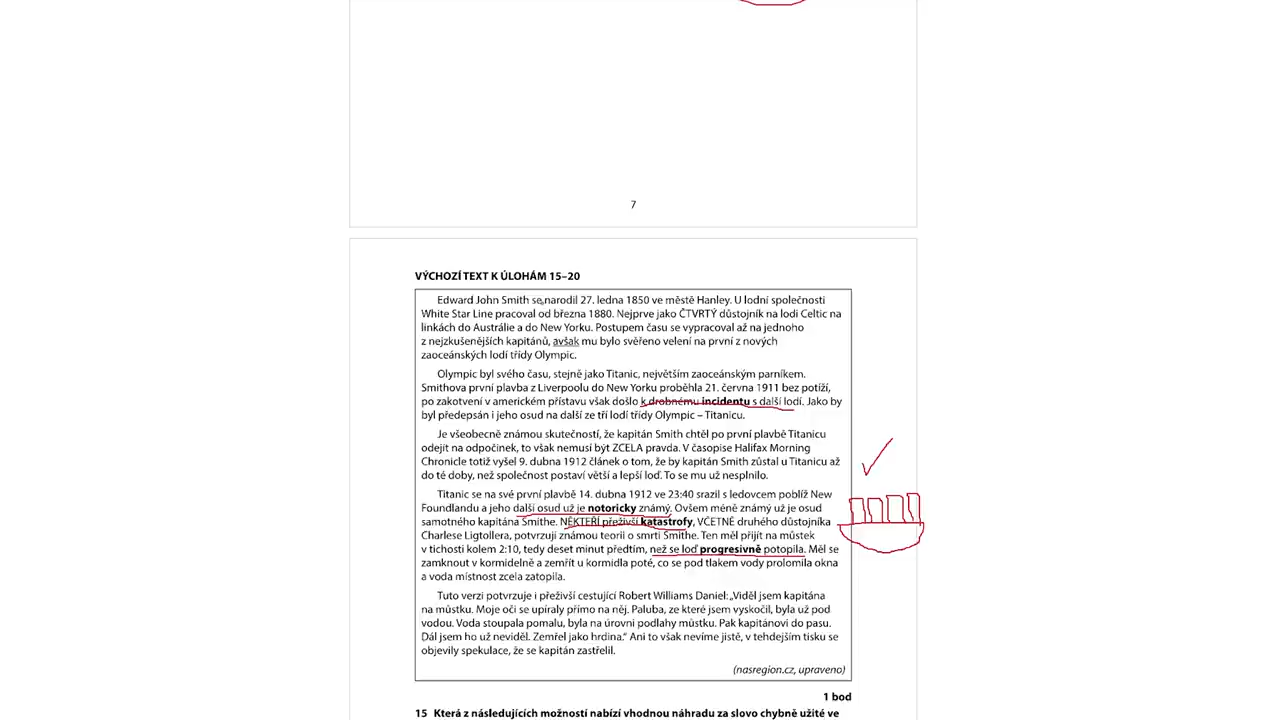 7
VÝCHOZÍ TEXT K ÚLOHÁM 15–20
Edward John Smith se narodil 27. ledna 1850 ve městě Hanley. U lodní společnosti
White Star Line pracoval od března 1880. Nejprve jako ČTVRTÝ důstojník na lodi Celtic na
linkách do Austrálie a do New Yorku. Postupem času se vypracoval až na jednoho
z nejzkušenějších kapitánů, avšak mu bylo svěřeno velení na první z nových
zaoceánských lodí třídy Olympic.
Olympic byl svého času, stejně jako Titanic, největším zaoceánským parníkem.
Smithova první plavba z Liverpoolu do New Yorku proběhla 21. června 1911 bez potíží,
po zakotvení v americkém přístavu však došlo k drobnému incidentu s další lodí. Jako by
byl předepsán i jeho osud na další ze tří lodí třídy Olympic – Titanicu.
Je všeobecně známou skutečností, že kapitán Smith chtěl po první plavbě Titanicu
odejít na odpočinek, to však nemusí být ZCELA pravda. V časopise Halifax Morning
Chronicle totiž vyšel 9. dubna 1912 článek o tom, že by kapitán Smith zůstal u Titanicu až
do té doby, než společnost postaví větší a lepší loď. To se mu už nesplnilo.
Titanic se na své první plavbě 14. dubna 1912 ve 23:40 srazil s ledovcem poblíž New
Foundlandu a jeho další osud už je notoricky známý. Ovšem méně známý už je osud
samotného kapitána Smithe. NĚKTEŘÍ přeživší katastrofy, VČETNĚ druhého důstojníka
Charlese Ligtollera, potvrzují známou teorii o smrti Smithe. Ten měl přijít na můstek
v tichosti kolem 2:10, tedy deset minut předtím, než se loď progresivně potopila. Měl se
zamknout v kormidelně a zemřít u kormidla poté, co se pod tlakem vody prolomila okna
a voda místnost zcela zatopila.
Tuto verzi potvrzuje i přeživší cestující Robert Williams Daniel: „Viděl jsem kapitána
na můstku. Moje oči se upíraly přímo na něj. Paluba, ze které jsem vyskočil, byla už pod
vodou. Voda stoupala pomalu, byla na úrovni podlahy můstku. Pak kapitánovi do pasu.
Dál jsem ho už neviděl. Zemřel jako hrdina.“ Ani to však nevíme jistě, v tehdejším tisku se
objevily spekulace, že se kapitán zastřelil.
(nasregion.cz, upraveno)
1 bod
15 Která z následujících možností nabízí vhodnou náhradu za slovo chybně užité ve